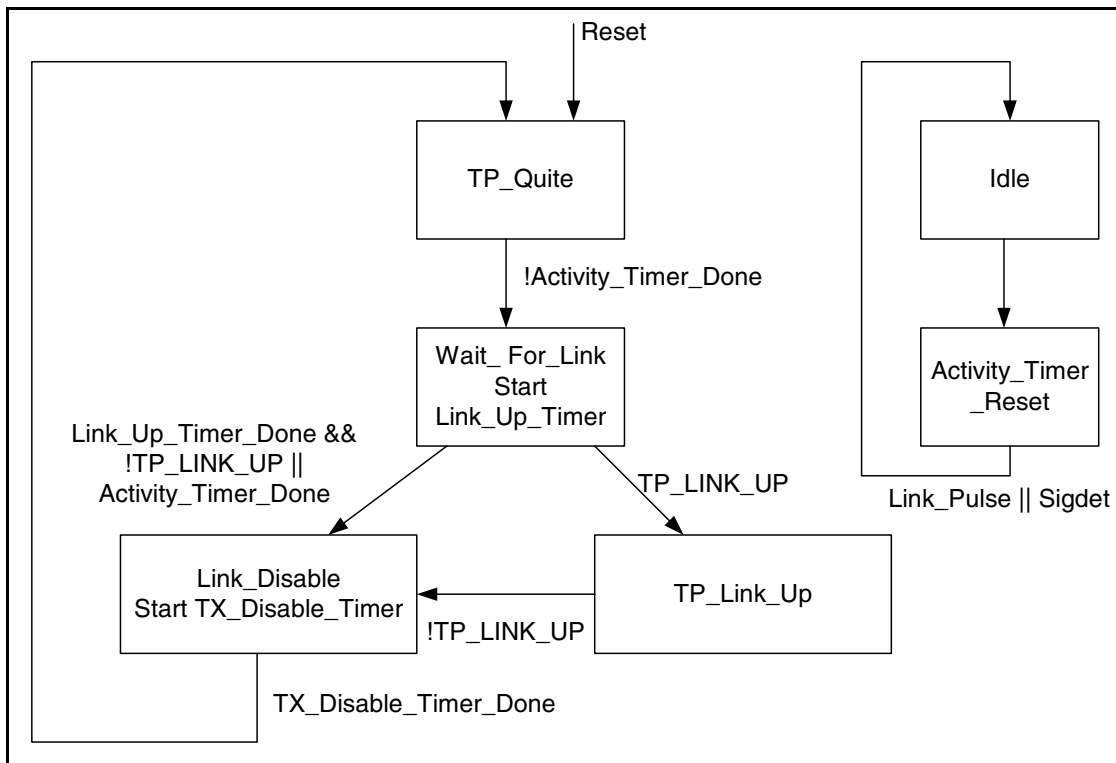 Reset
TP_Quite
Idle
!Activity_Timer_Done
Wait_ For_Link
Start
Link_Up_Timer
Activity_Timer
_Reset
Link_Up_Timer_Done &&
!TP_LINK_UP ||
Activity_Timer_Done
TP_LINK_UP
Link_Pulse || Sigdet
Link_Disable
Start TX_Disable_Timer
TP_Link_Up
!TP_LINK_UP
TX_Disable_Timer_Done